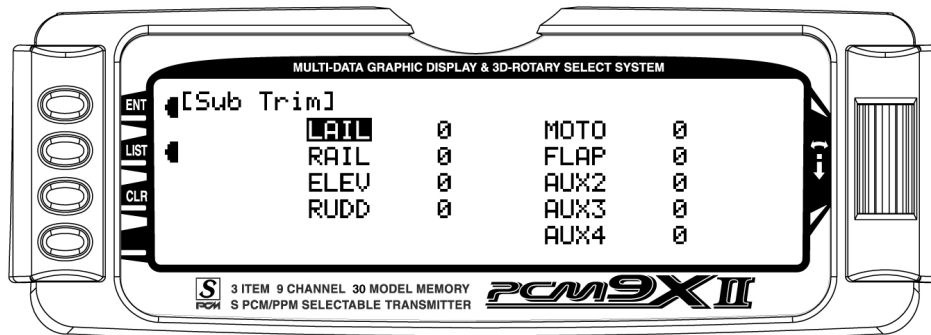 MULTI-DATA GRAPHIC DISPLAY & 3D-ROTARY SELECT SYSTEM
ENT
LIST
CLR
[Sub Trim]
LAIL 0 MOTO 0
RAIL 0 FLAP 0
ELEV 0 AUX2 0
RUDD 0 AUX3 0
AUX4 0
S PCM
3 ITEM 9 CHANNEL 30 MODEL MEMORY
S PCM/PPM SELECTABLE TRANSMITTER
PCM9XII